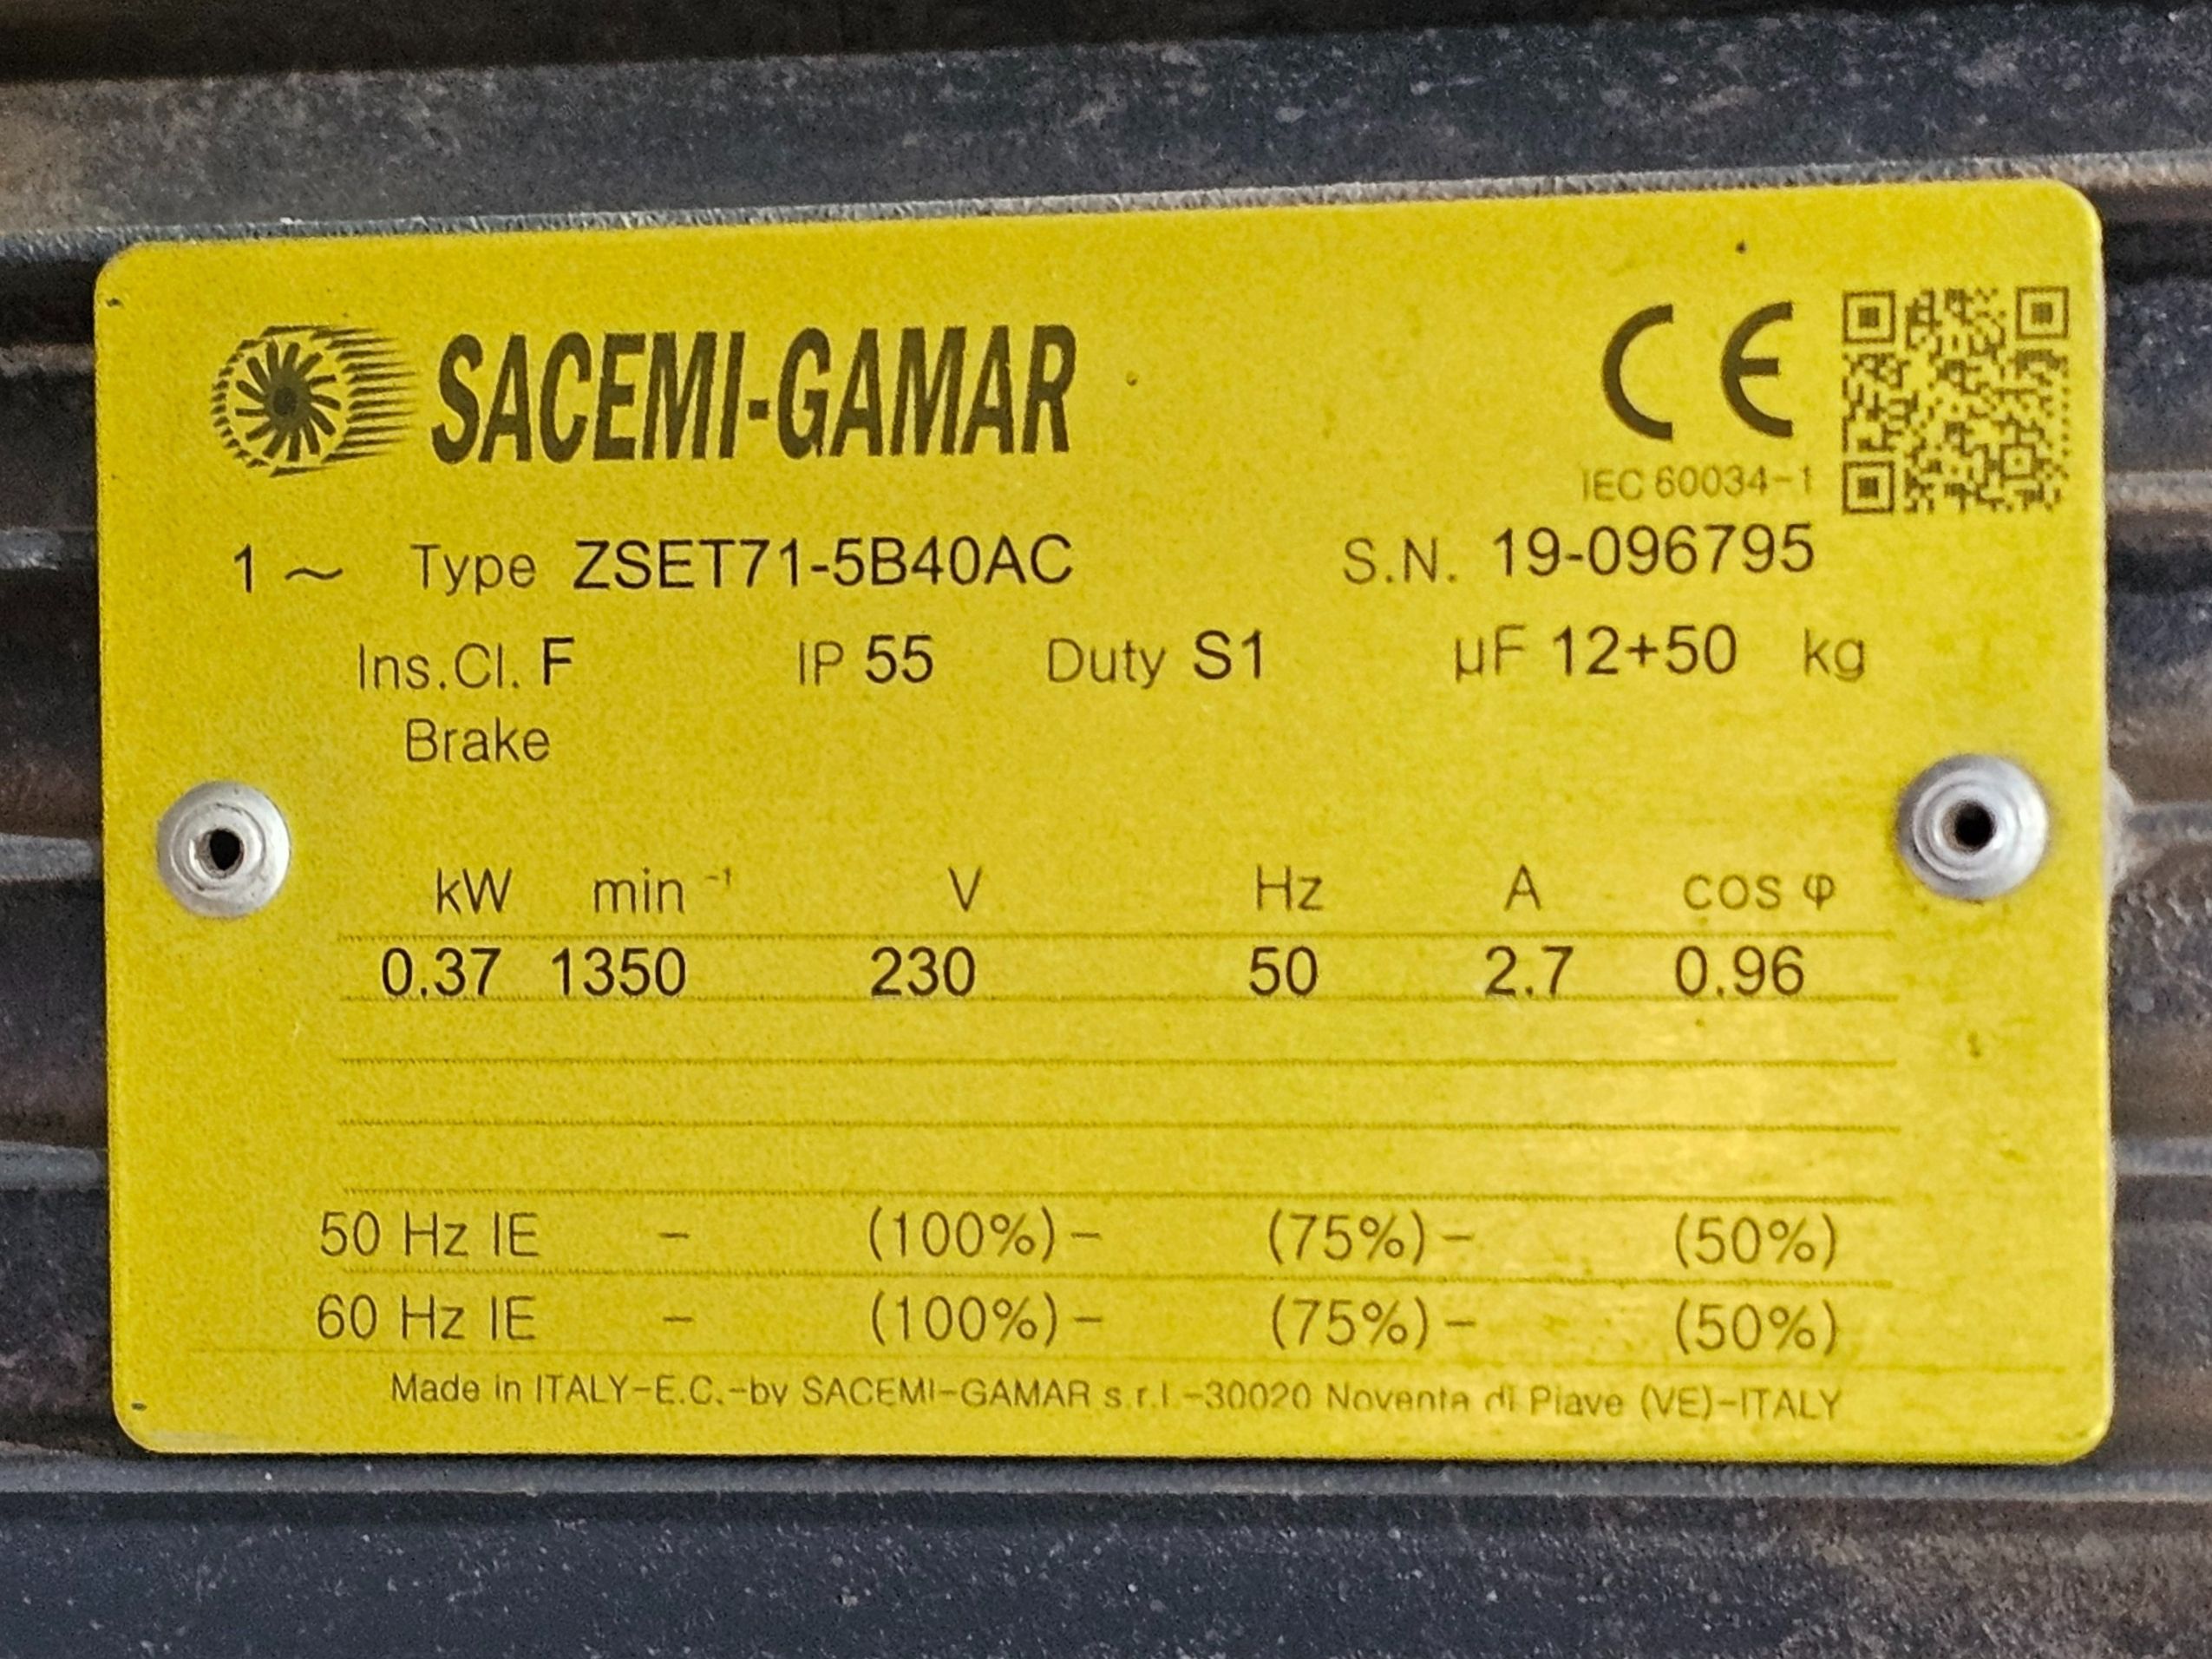 SACEMI-GAMAR
CE
IEC 60034-1
1 ~ Type ZSET71-5B40AC S.N. 19-096795
Ins.Cl. F IP 55 Duty S1 µF 12+50 kg
Brake
kW min⁻¹ V Hz A cos φ
0.37 1350 230 50 2.7 0.96
50 Hz IE - (100%) - (75%) - (50%)
60 Hz IE - (100%) - (75%) - (50%)
Made in ITALY-E.C.-by SACEMI-GAMAR s.r.l.-30020 Noventa di Piave (VE)-ITALY